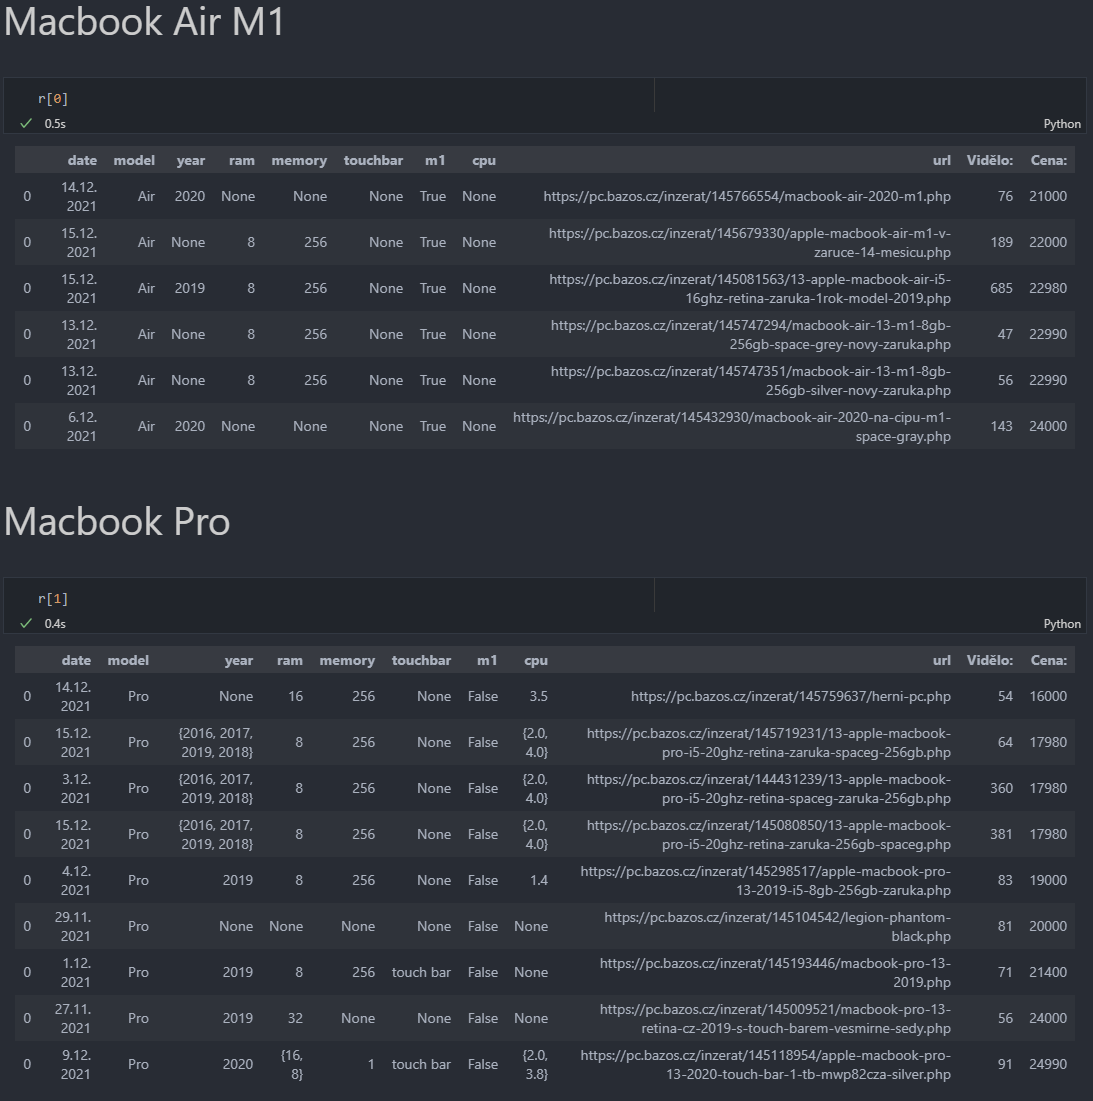 Macbook Air M1
r[0]
0.5s
Python
date model year ram memory touchbar m1 cpu url Vidělo: Cena:
0 14.12. 2021 Air 2020 None None None True None https://pc.bazos.cz/inzerat/145766554/macbook-air-2020-m1.php 76 21000
0 15.12. 2021 Air None 8 256 None True None https://pc.bazos.cz/inzerat/145679330/apple-macbook-air-m1-v-zaruce-14-mesicu.php 189 22000
0 15.12. 2021 Air 2019 8 256 None True None https://pc.bazos.cz/inzerat/145081563/13-apple-macbook-air-i5-16ghz-retina-zaruka-1rok-model-2019.php 685 22980
0 13.12. 2021 Air None 8 256 None True None https://pc.bazos.cz/inzerat/145747294/macbook-air-13-m1-8gb-256gb-space-grey-novy-zaruka.php 47 22990
0 13.12. 2021 Air None 8 256 None True None https://pc.bazos.cz/inzerat/145747351/macbook-air-13-m1-8gb-256gb-silver-novy-zaruka.php 56 22990
0 6.12. 2021 Air 2020 None None None True None https://pc.bazos.cz/inzerat/145432930/macbook-air-2020-na-cipu-m1-space-gray.php 143 24000
Macbook Pro
r[1]
0.4s
Python
date model year ram memory touchbar m1 cpu url Vidělo: Cena:
0 14.12. 2021 Pro None 16 256 None False 3.5 https://pc.bazos.cz/inzerat/145759637/herni-pc.php 54 16000
0 15.12. 2021 Pro {2016, 2017, 2019, 2018} 8 256 None False {2.0, 4.0} https://pc.bazos.cz/inzerat/145719231/13-apple-macbook-pro-i5-20ghz-retina-zaruka-spaceg-256gb.php 64 17980
0 3.12. 2021 Pro {2016, 2017, 2019, 2018} 8 256 None False {2.0, 4.0} https://pc.bazos.cz/inzerat/144431239/13-apple-macbook-pro-i5-20ghz-retina-spaceg-zaruka-256gb.php 360 17980
0 15.12. 2021 Pro {2016, 2017, 2019, 2018} 8 256 None False {2.0, 4.0} https://pc.bazos.cz/inzerat/145080850/13-apple-macbook-pro-i5-20ghz-retina-zaruka-256gb-spaceg.php 381 17980
0 4.12. 2021 Pro 2019 8 256 None False 1.4 https://pc.bazos.cz/inzerat/145298517/apple-macbook-pro-13-2019-i5-8gb-256gb-zaruka.php 83 19000
0 29.11. 2021 Pro None None None None False None https://pc.bazos.cz/inzerat/145104542/legion-phantom-black.php 81 20000
0 1.12. 2021 Pro 2019 8 256 touch bar False None https://pc.bazos.cz/inzerat/145193446/macbook-pro-13-2019.php 71 21400
0 27.11. 2021 Pro 2019 32 None None False None https://pc.bazos.cz/inzerat/145009521/macbook-pro-13-retina-cz-2019-s-touch-barem-vesmirne-sedy.php 56 24000
0 9.12. 2021 Pro 2020 {16, 8} 1 touch bar False {2.0, 3.8} https://pc.bazos.cz/inzerat/145118954/apple-macbook-pro-13-2020-touch-bar-1-tb-mwp82cza-silver.php 91 24990